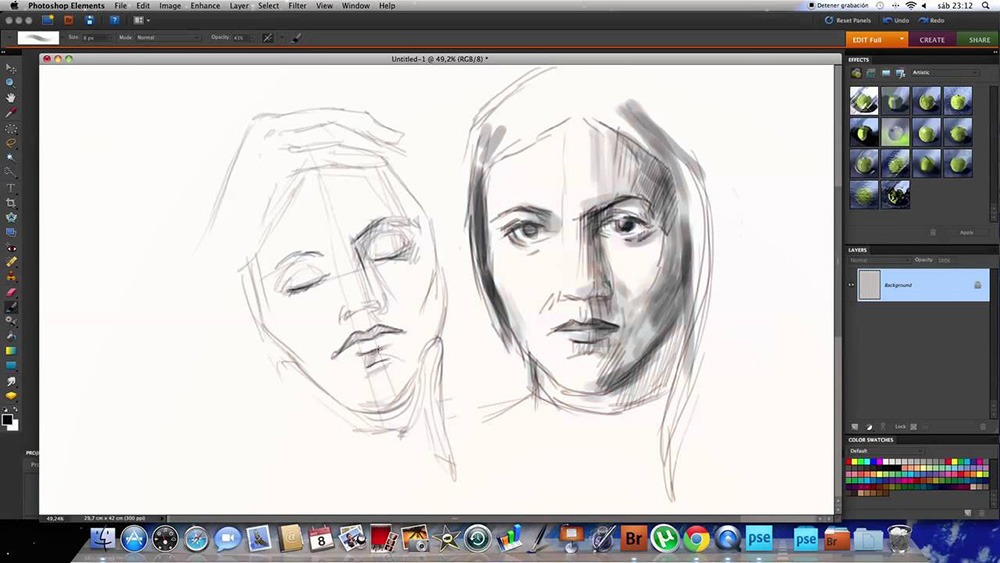 Photoshop Elements File Edit Image Enhance Layer Select Filter View Window Help Detener grabación sáb 23:12
Reset Panels Undo Redo
Size: 8 px Mode: Normal Opacity: 41% EDIT Full CREATE SHARE
Untitled-1 @ 49,2% (RGB/8) *
EFFECTS
Artistic
Apply
LAYERS
Normal Opacity: 100%
Background
Lock:
COLOR SWATCHES
Default
PROJ
Pr
49,24% 29,7 cm x 42 cm (300 ppi)
8
Br
pse
pse
Br